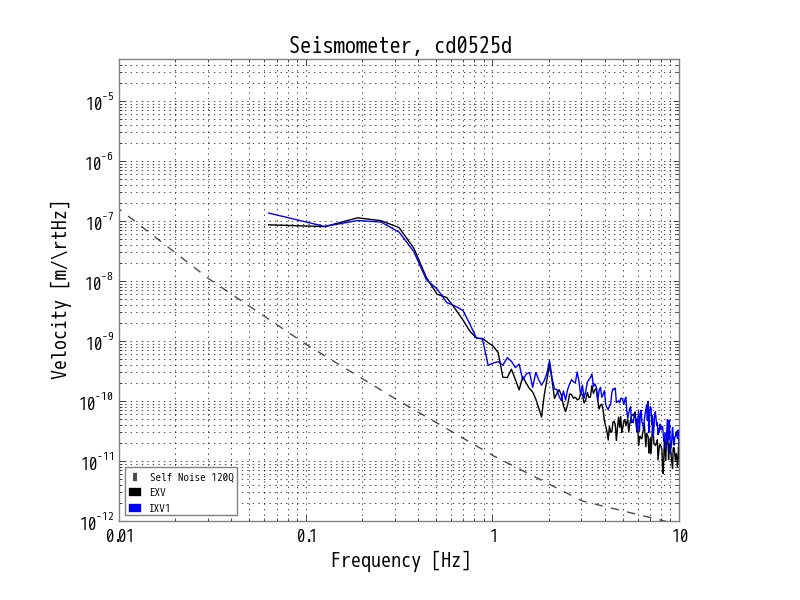 Seismometer, cd0525d
Velocity [m/\rtHz]
10^-5
10^-6
10^-7
10^-8
10^-9
10^-10
10^-11
10^-12
Self Noise 120Q
EXV
IXV1
0.01 0.1 1 10
Frequency [Hz]